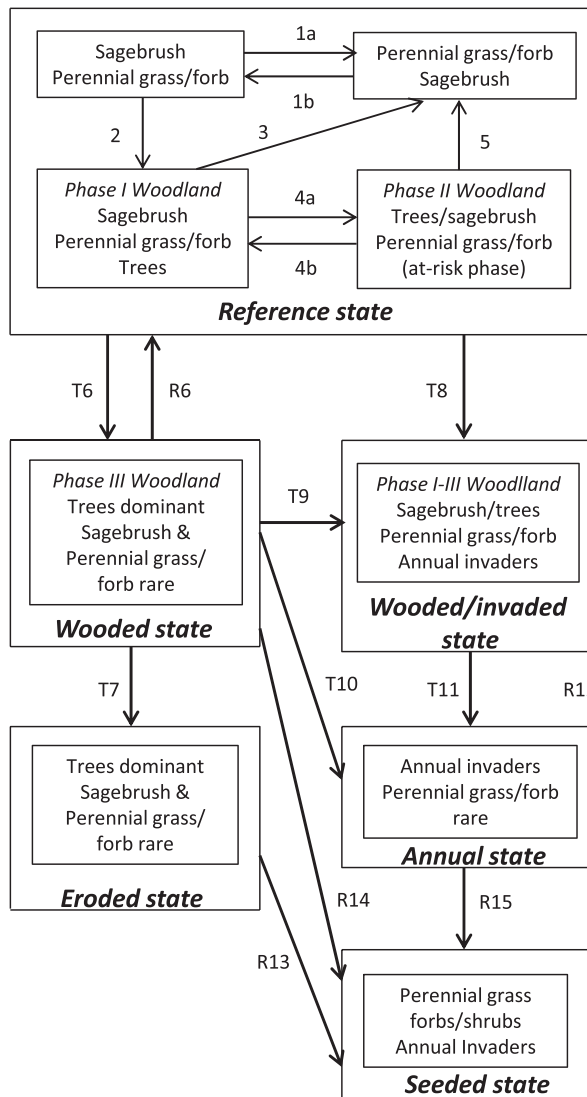 Sagebrush
Perennial grass/forb
1a
Perennial grass/forb
Sagebrush
1b
2
3
5
Phase I Woodland
Sagebrush
Perennial grass/forb
Trees
4a
4b
Phase II Woodland
Trees/sagebrush
Perennial grass/forb
(at-risk phase)
Reference state
T6
R6
T8
Phase III Woodland
Trees dominant
Sagebrush &
Perennial grass/
forb rare
Wooded state
T9
Phase I-III Woodlland
Sagebrush/trees
Perennial grass/forb
Annual invaders
Wooded/invaded
state
T7
T10
T11
R1
Trees dominant
Sagebrush &
Perennial grass/
forb rare
Eroded state
Annual invaders
Perennial grass/forb
rare
Annual state
R13
R14
R15
Perennial grass
forbs/shrubs
Annual Invaders
Seeded state